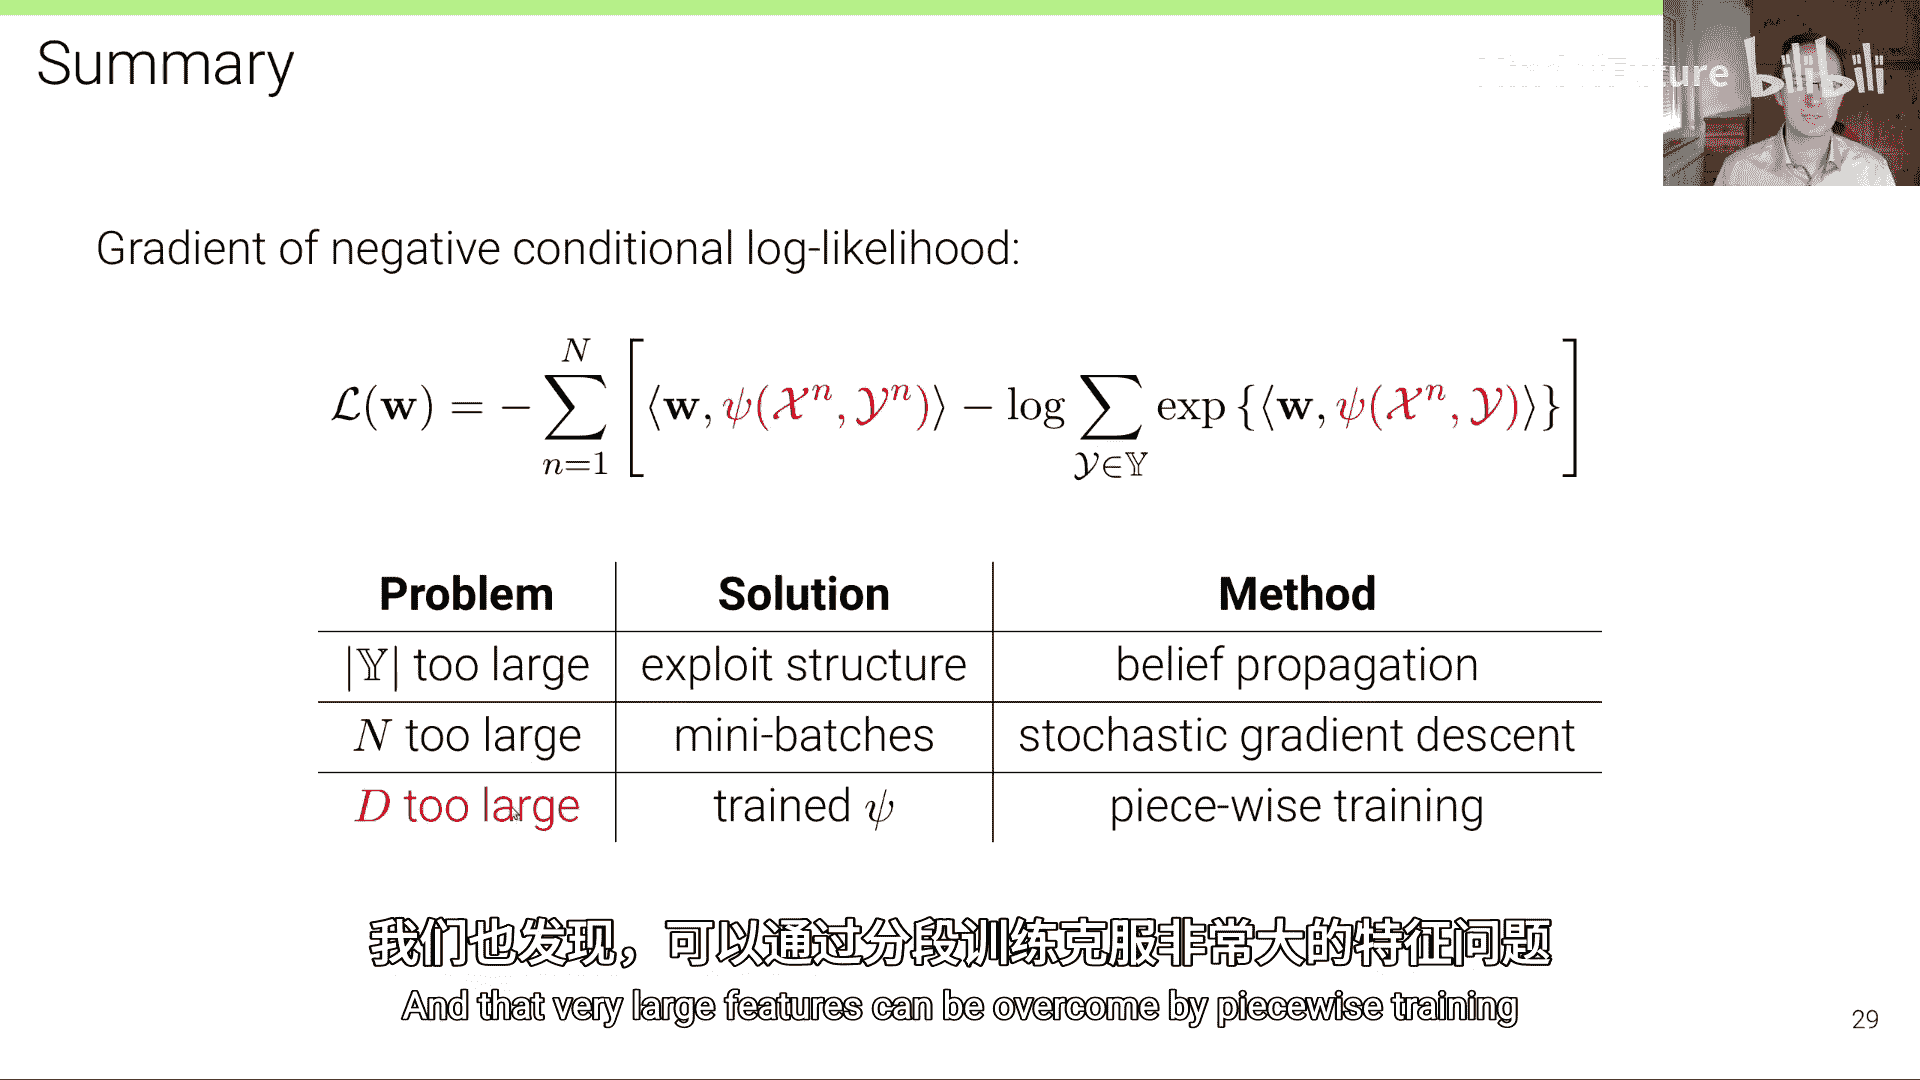 Summary
bilibili
Gradient of negative conditional log-likelihood:
𝓛(𝐰) = − ∑_{n=1}^{N} [⟨𝐰, ψ(𝒳ⁿ, 𝒴ⁿ)⟩ − log ∑_{𝒴∈𝕐} exp {⟨𝐰, ψ(𝒳ⁿ, 𝒴)⟩}]
Problem Solution Method
|𝕐| too large exploit structure belief propagation
N too large mini-batches stochastic gradient descent
D too large trained ψ piece-wise training
我们也发现，可以通过分段训练克服非常大的特征问题
And that very large features can be overcome by piecewise training
29